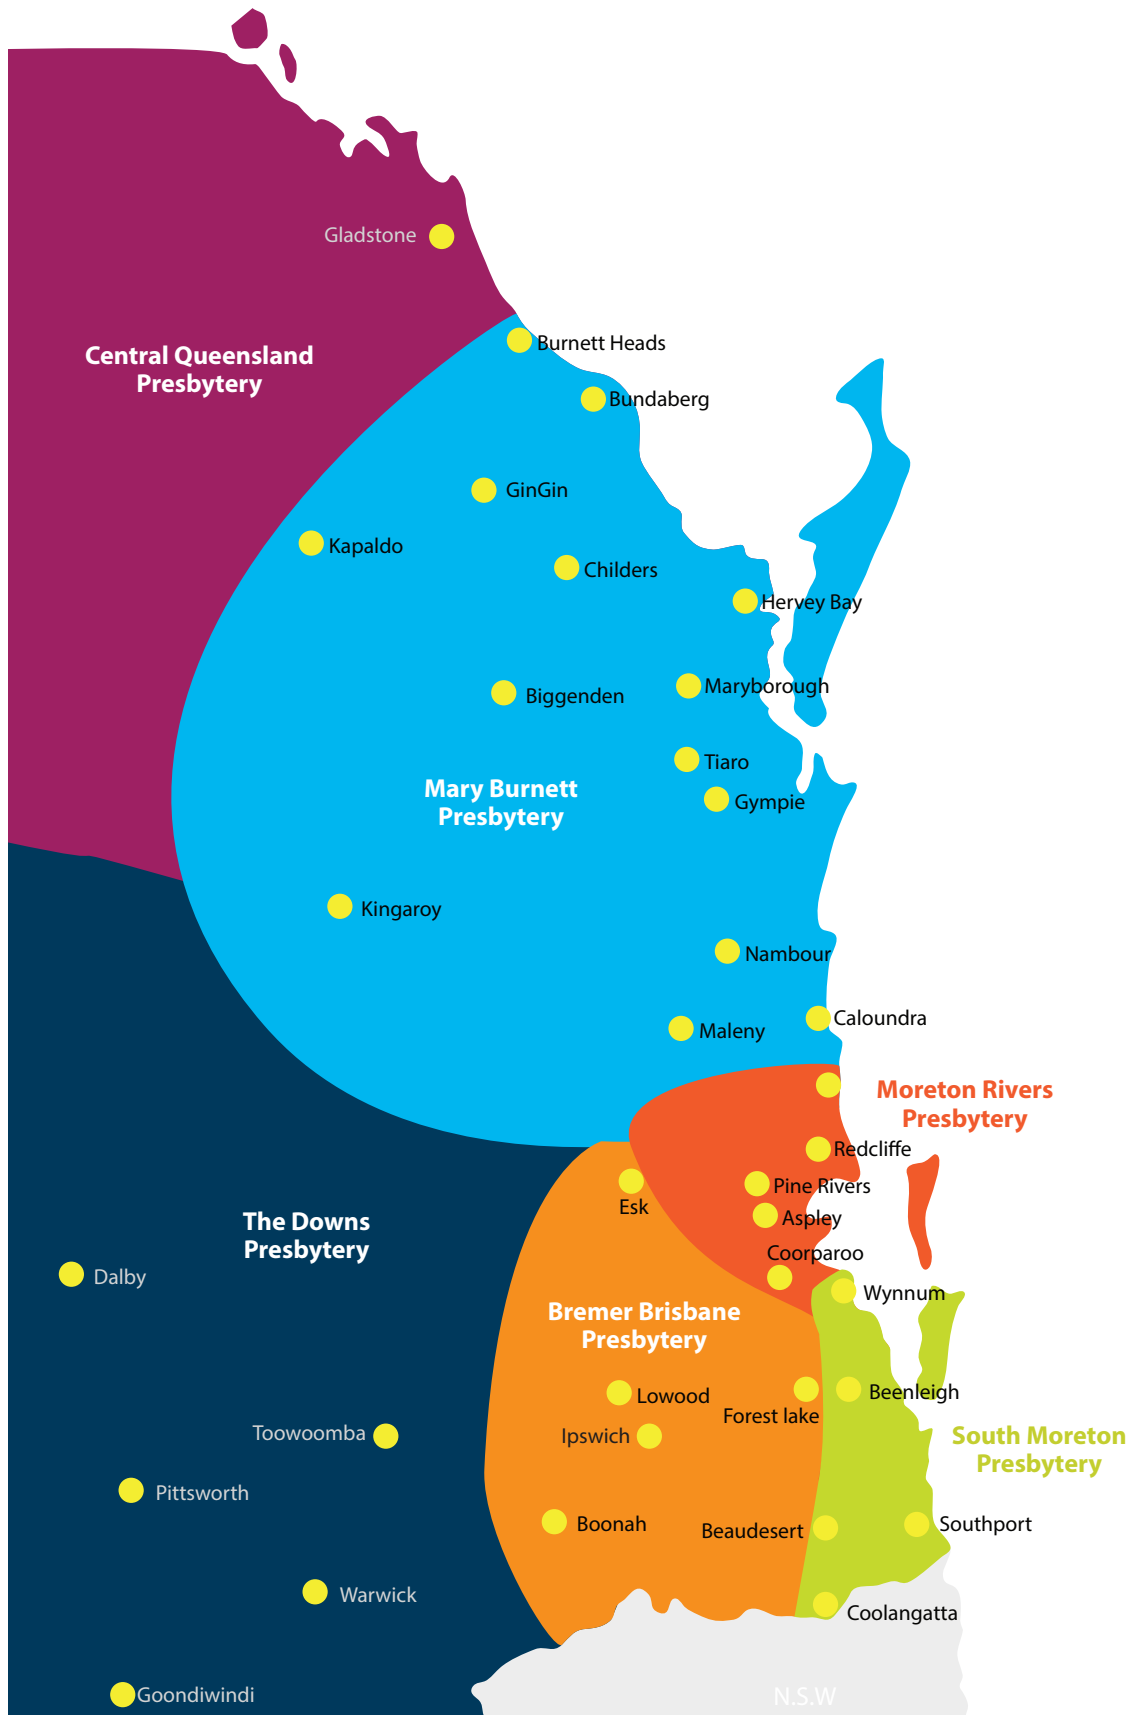 Gladstone
Central Queensland
Presbytery
Burnett Heads
Bundaberg
GinGin
Kapaldo
Childers
Hervey Bay
Maryborough
Biggenden
Tiaro
Mary Burnett
Presbytery
Gympie
Kingaroy
Nambour
Caloundra
Maleny
Moreton Rivers
Presbytery
Redcliffe
Pine Rivers
Esk
Aspley
The Downs
Presbytery
Coorparoo
Dalby
Wynnum
Bremer Brisbane
Presbytery
Lowood
Beenleigh
Forest lake
Toowoomba
Ipswich
South Moreton
Presbytery
Pittsworth
Boonah
Beaudesert
Southport
Warwick
Coolangatta
Goondiwindi
N.S.W